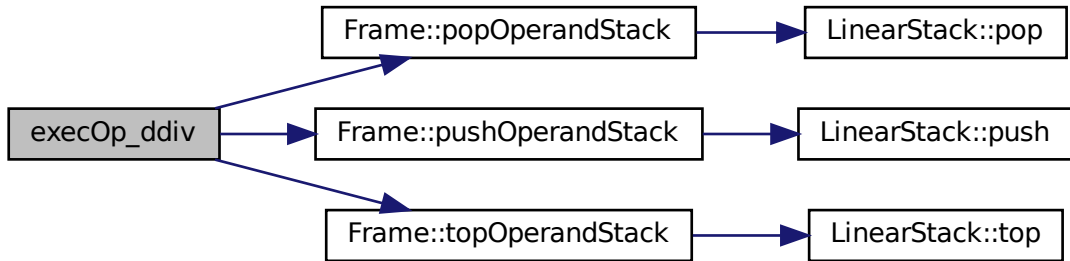 Frame::popOperandStack
LinearStack::pop
execOp_ddiv
Frame::pushOperandStack
LinearStack::push
Frame::topOperandStack
LinearStack::top